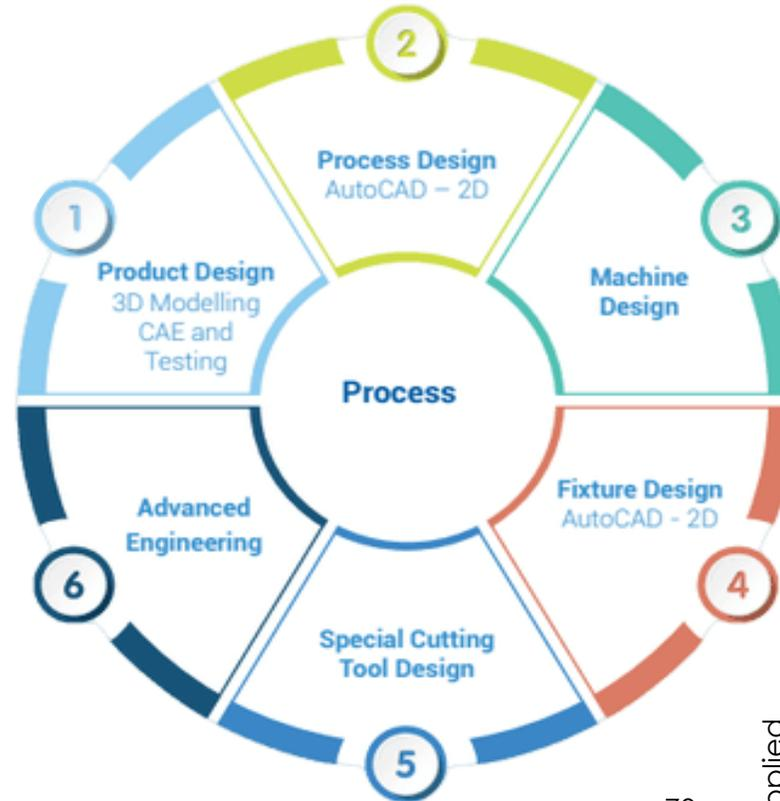 1
Product Design
3D Modelling
CAE and
Testing
2
Process Design
AutoCAD – 2D
3
Machine
Design
4
Fixture Design
AutoCAD - 2D
5
Special Cutting
Tool Design
6
Advanced
Engineering
Process